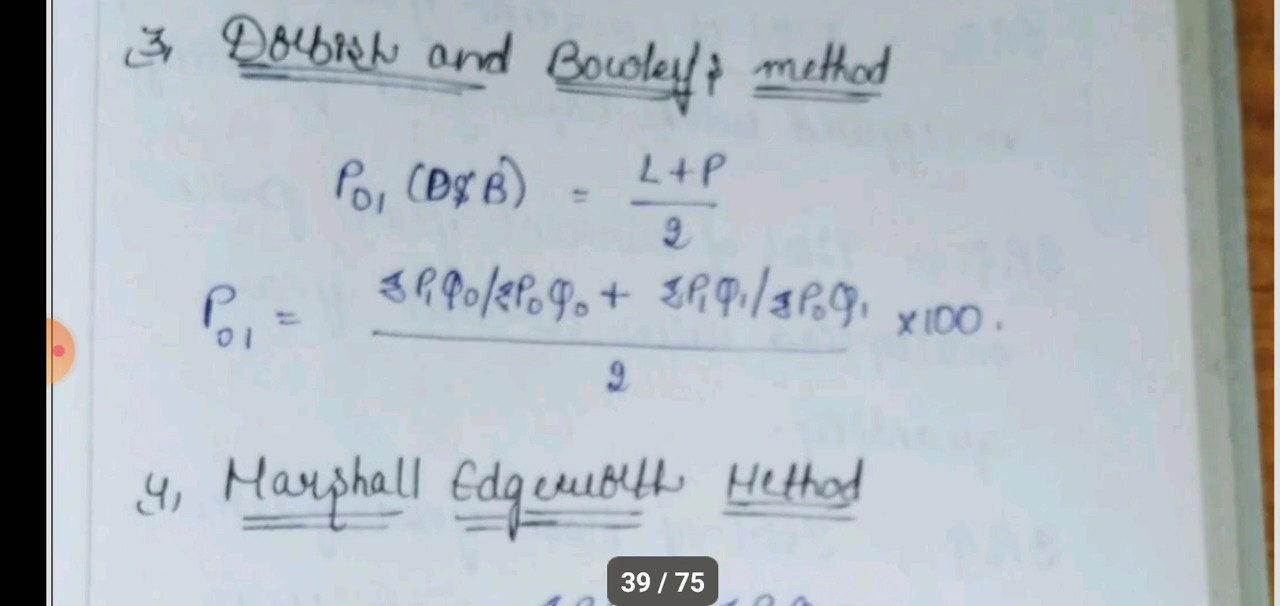 3, Dorbish and Bowley's method
P01 (D&B) = L+P / 2
P01 = ΣP1q0/ΣP0q0 + ΣP1q1/ΣP0q1 / 2 ×100.
4, Marshall Edgeworth Method
39 / 75